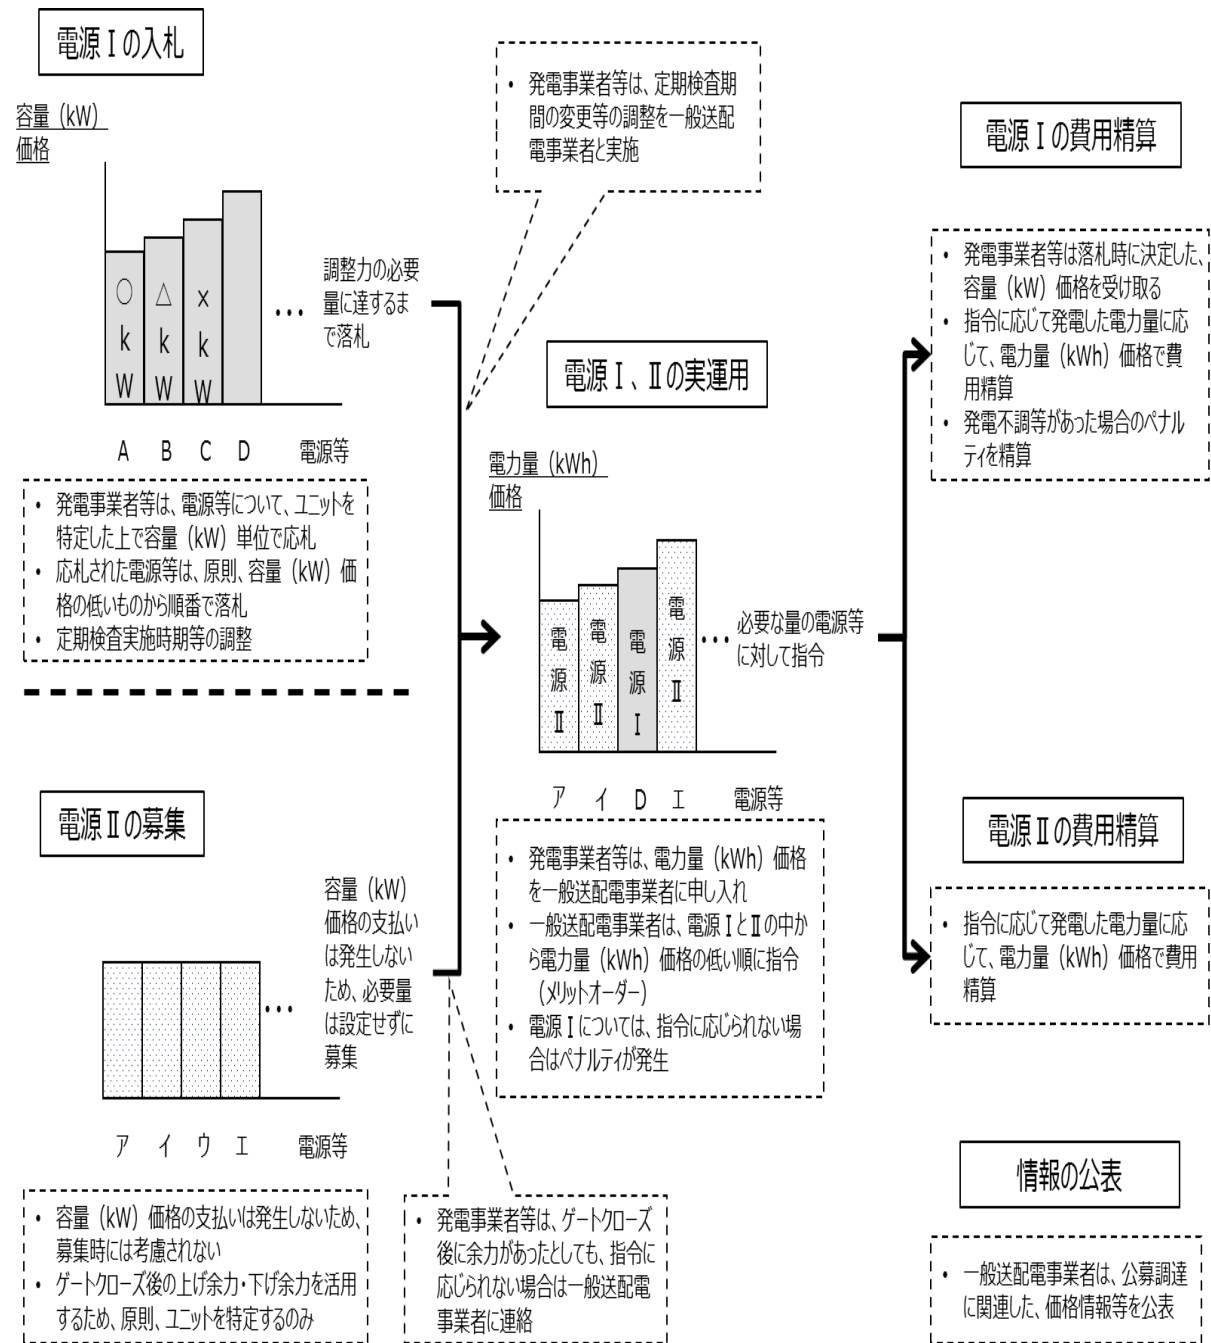 電源Ⅰの入札
容量（kW）
価格
○kW
△kW
×kW
…
調整力の必要
量に達するま
で落札
A B C D 電源等
・ 発電事業者等は、電源等について、ユニットを
特定した上で容量（kW）単位で応札
・ 応札された電源等は、原則、容量（kW）価
格の低いものから順番で落札
・ 定期検査実施時期等の調整
電源Ⅱの募集
容量（kW）
価格の支払い
は発生しない
ため、必要量
は設定せずに
募集
…
ア イ ウ エ 電源等
・ 容量（kW）価格の支払いは発生しないため、
募集時には考慮されない
・ ゲートクローズ後の上げ余力・下げ余力を活用
するため、原則、ユニットを特定するのみ
・ 発電事業者等は、定期検査期
間の変更等の調整を一般送配
電事業者と実施
電源Ⅰ、Ⅱの実運用
電力量（kWh）
価格
電源Ⅱ
電源Ⅱ
電源Ⅰ
電源Ⅱ
…
必要な量の電源等
に対して指令
ア イ D エ 電源等
・ 発電事業者等は、電力量（kWh）価格
を一般送配電事業者に申し入れ
・ 一般送配電事業者は、電源ⅠとⅡの中か
ら電力量（kWh）価格の低い順に指令
（メリットオーダー）
・ 電源Ⅰについては、指令に応じられない場
合はペナルティが発生
・ 発電事業者等は、ゲートクローズ
後に余力があったとしても、指令に
応じられない場合は一般送配電
事業者に連絡
電源Ⅰの費用精算
・ 発電事業者等は落札時に決定した、
容量（kW）価格を受け取る
・ 指令に応じて発電した電力量に応
じて、電力量（kWh）価格で費
用精算
・ 発電不調等があった場合のペナル
ティを精算
電源Ⅱの費用精算
・ 指令に応じて発電した電力量に応
じて、電力量（kWh）価格で費用
精算
情報の公表
・ 一般送配電事業者は、公募調達
に関連した、価格情報等を公表